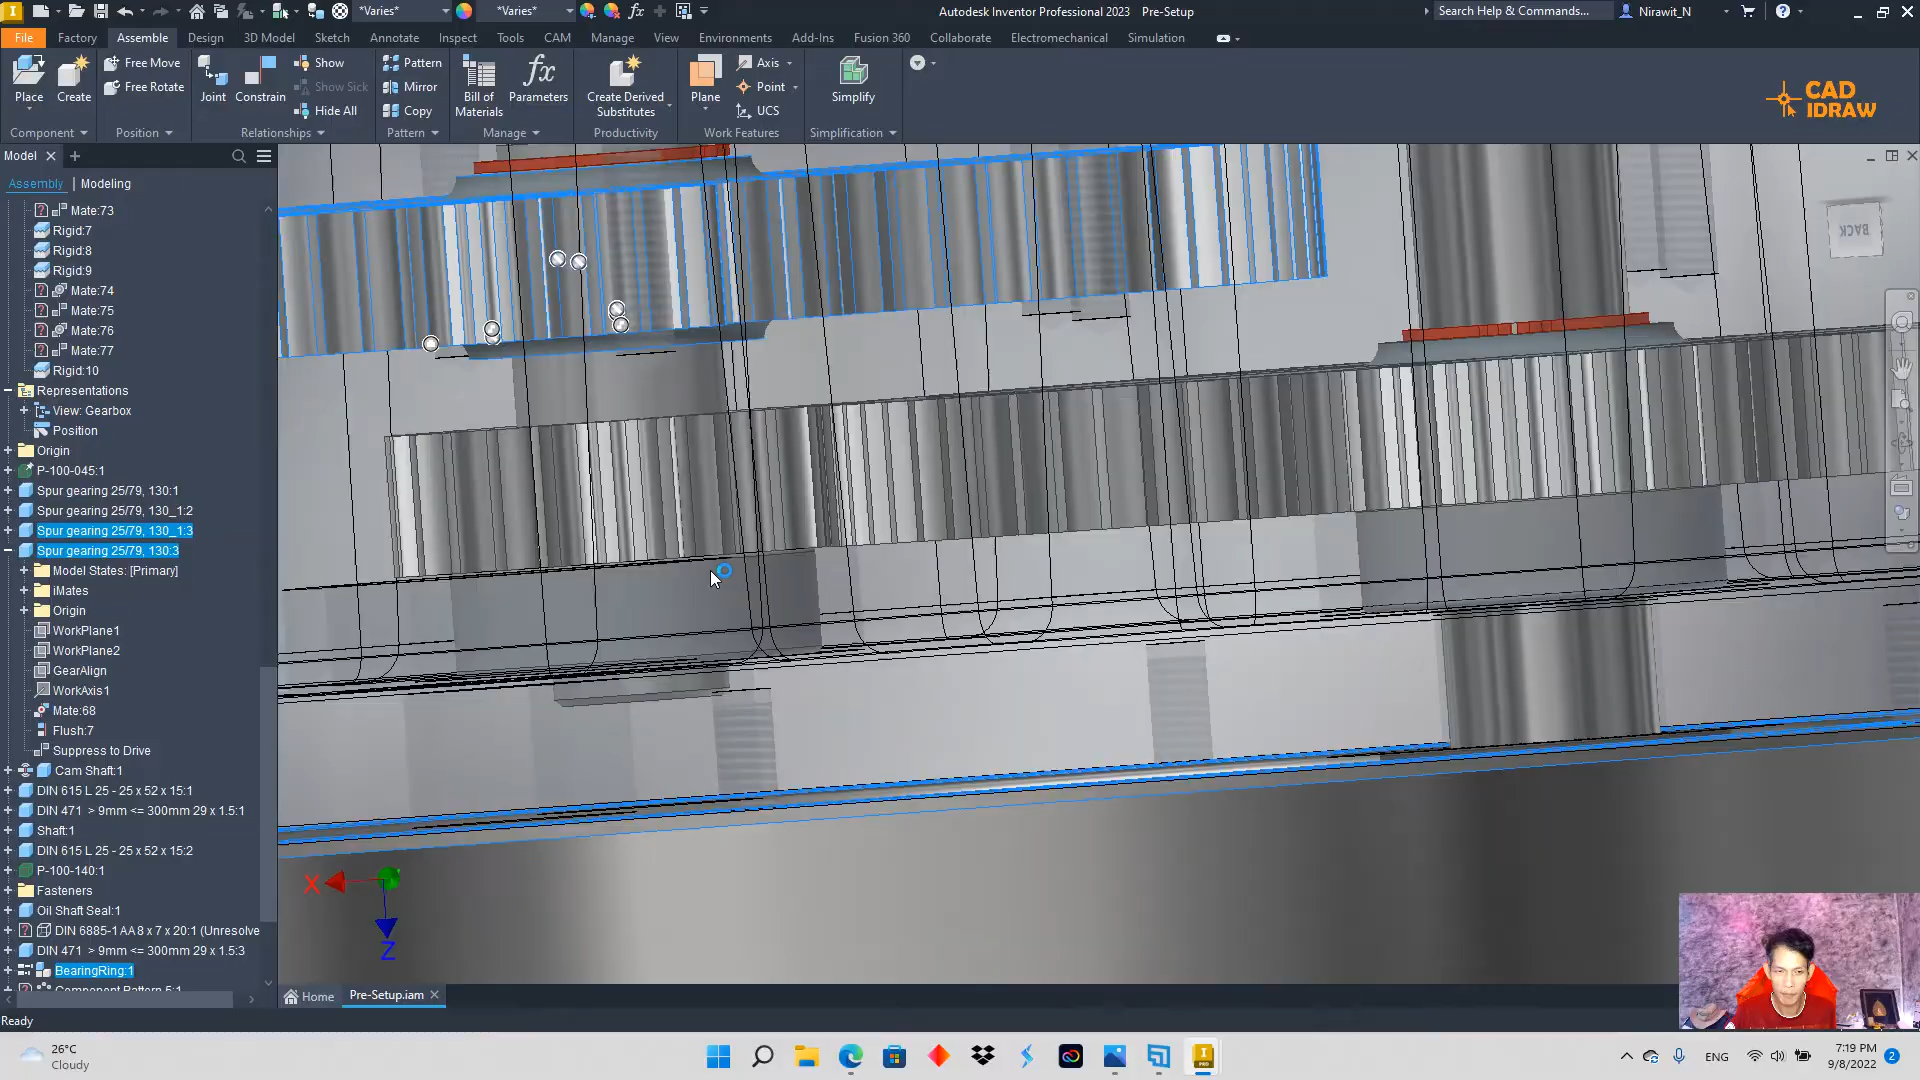 *Varies*
*Varies*
Autodesk Inventor Professional 2023 Pre-Setup
Search Help & Commands...
Nirawit_N
File
Factory
Assemble
Design
3D Model
Sketch
Annotate
Inspect
Tools
CAM
Manage
View
Environments
Add-Ins
Fusion 360
Collaborate
Electromechanical
Simulation
Place
Create
Free Move
Free Rotate
Joint
Constrain
Show
Show Sick
Hide All
Pattern
Mirror
Copy
Bill of
Materials
Parameters
Create Derived
Substitutes
Plane
Axis
Point
UCS
Simplify
Component
Position
Relationships
Pattern
Manage
Productivity
Work Features
Simplification
CAD
IDRAW
Model
Assembly
Modeling
Mate:73
Rigid:7
Rigid:8
Rigid:9
Mate:74
Mate:75
Mate:76
Mate:77
Rigid:10
Representations
View: Gearbox
Position
Origin
P-100-045:1
Spur gearing 25/79, 130:1
Spur gearing 25/79, 130_1:2
Spur gearing 25/79, 130_1:3
Spur gearing 25/79, 130:3
Model States: [Primary]
iMates
Origin
WorkPlane1
WorkPlane2
GearAlign
WorkAxis1
Mate:68
Flush:7
Suppress to Drive
Cam Shaft:1
DIN 615 L 25 - 25 x 52 x 15:1
DIN 471 > 9mm <= 300mm 29 x 1.5:1
Shaft:1
DIN 615 L 25 - 25 x 52 x 15:2
P-100-140:1
Fasteners
Oil Shaft Seal:1
DIN 6885-1 AA 8 x 7 x 20:1 (Unresolve
DIN 471 > 9mm <= 300mm 29 x 1.5:3
BearingRing:1
Component Pattern 5:1
BACK
X
Z
Home
Pre-Setup.iam
Ready
26°C
Cloudy
PRO
ENG
7:19 PM
9/8/2022
2